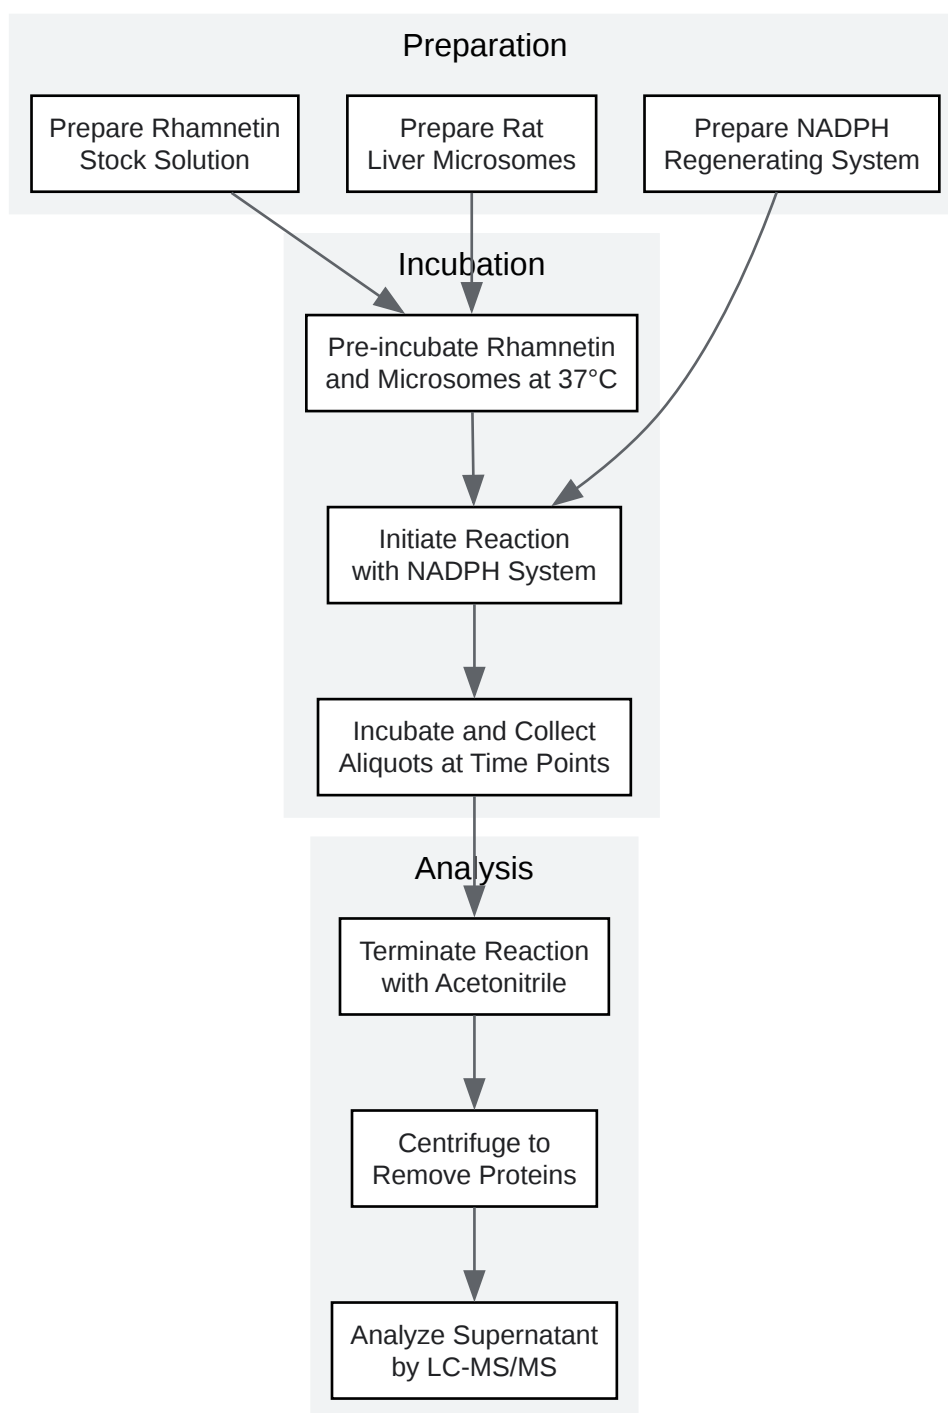 Preparation
Prepare Rhamnetin
Stock Solution
Prepare Rat
Liver Microsomes
Prepare NADPH
Regenerating System
Incubation
Pre-incubate Rhamnetin
and Microsomes at 37°C
Initiate Reaction
with NADPH System
Incubate and Collect
Aliquots at Time Points
Analysis
Terminate Reaction
with Acetonitrile
Centrifuge to
Remove Proteins
Analyze Supernatant
by LC-MS/MS